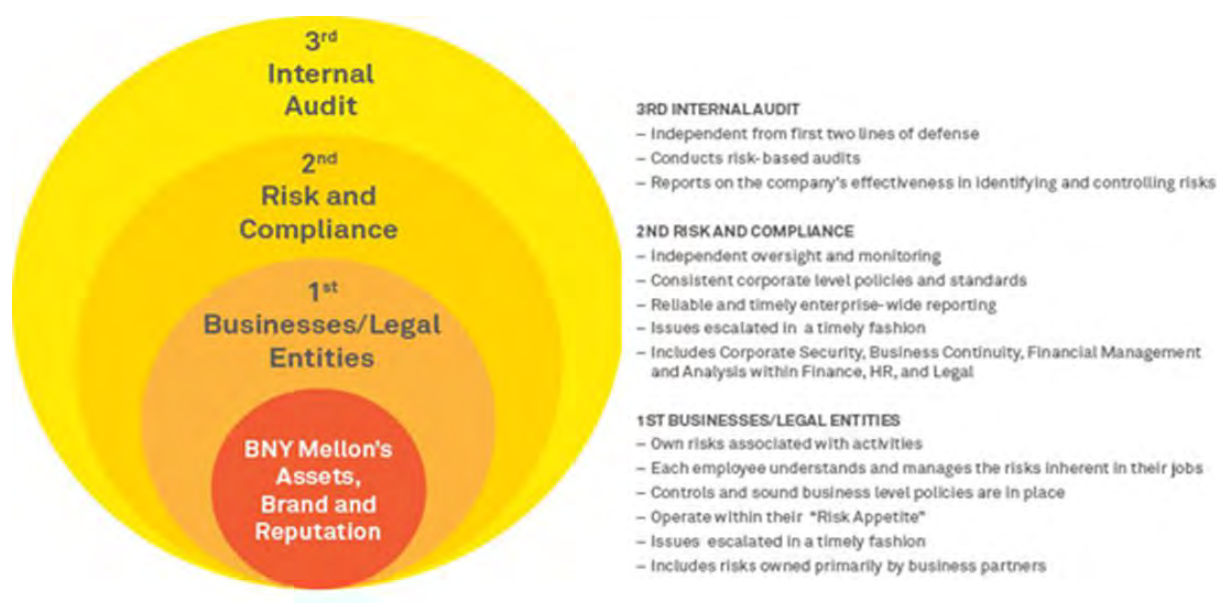 3rd
Internal
Audit
2nd
Risk and
Compliance
1st
Businesses/Legal
Entities
BNY Mellon's
Assets,
Brand and
Reputation
3RD INTERNAL AUDIT
– Independent from first two lines of defense
– Conducts risk-based audits
– Reports on the company's effectiveness in identifying and controlling risks
2ND RISK AND COMPLIANCE
– Independent oversight and monitoring
– Consistent corporate level policies and standards
– Reliable and timely enterprise-wide reporting
– Issues escalated in a timely fashion
– Includes Corporate Security, Business Continuity, Financial Management
and Analysis within Finance, HR, and Legal
1ST BUSINESSES/LEGAL ENTITIES
– Own risks associated with activities
– Each employee understands and manages the risks inherent in their jobs
– Controls and sound business level policies are in place
– Operate within their "Risk Appetite"
– Issues escalated in a timely fashion
– Includes risks owned primarily by business partners